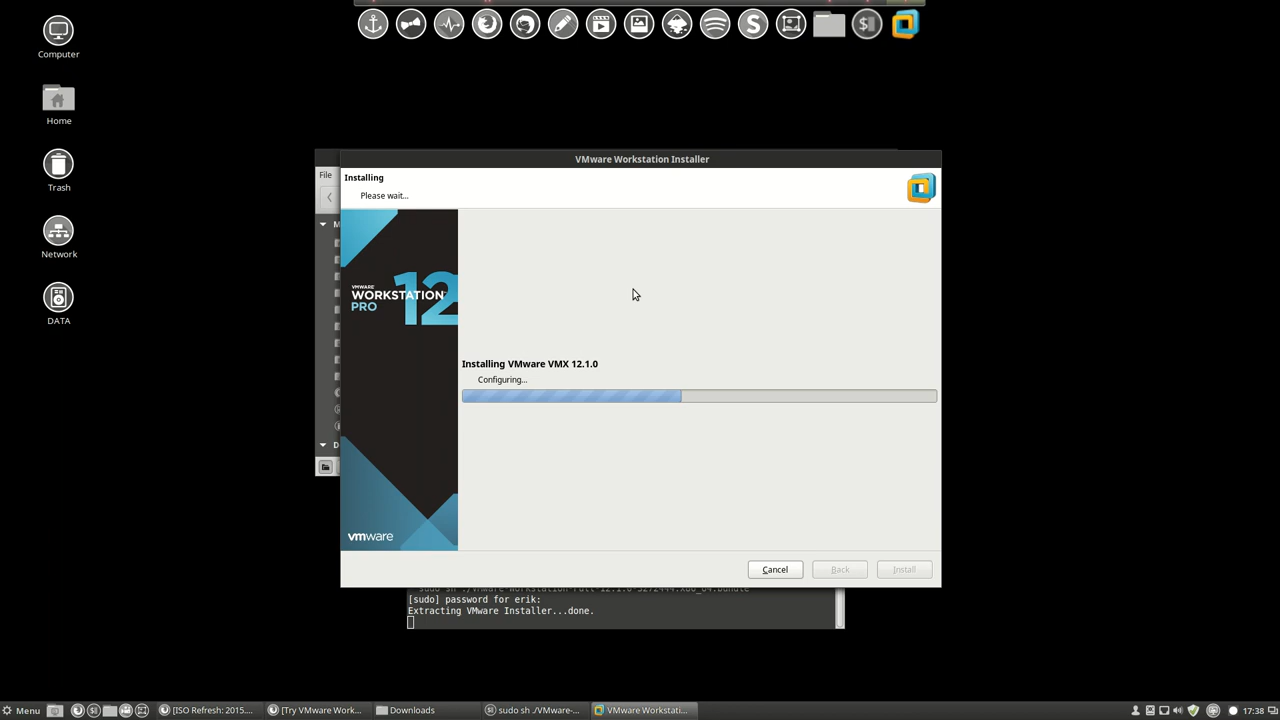 Computer
Home
Trash
Network
DATA
VMware Workstation Installer
File
Installing
Please wait...
VMWARE
WORKSTATION 12
PRO
Installing VMware VMX 12.1.0
Configuring...
vmware
Cancel
Back
Install
[sudo] password for erik:
Extracting VMware Installer...done.
Menu
[ISO Refresh: 2015....
[Try VMware Work...
Downloads
sudo sh ./VMware-...
VMware Workstati...
17:38